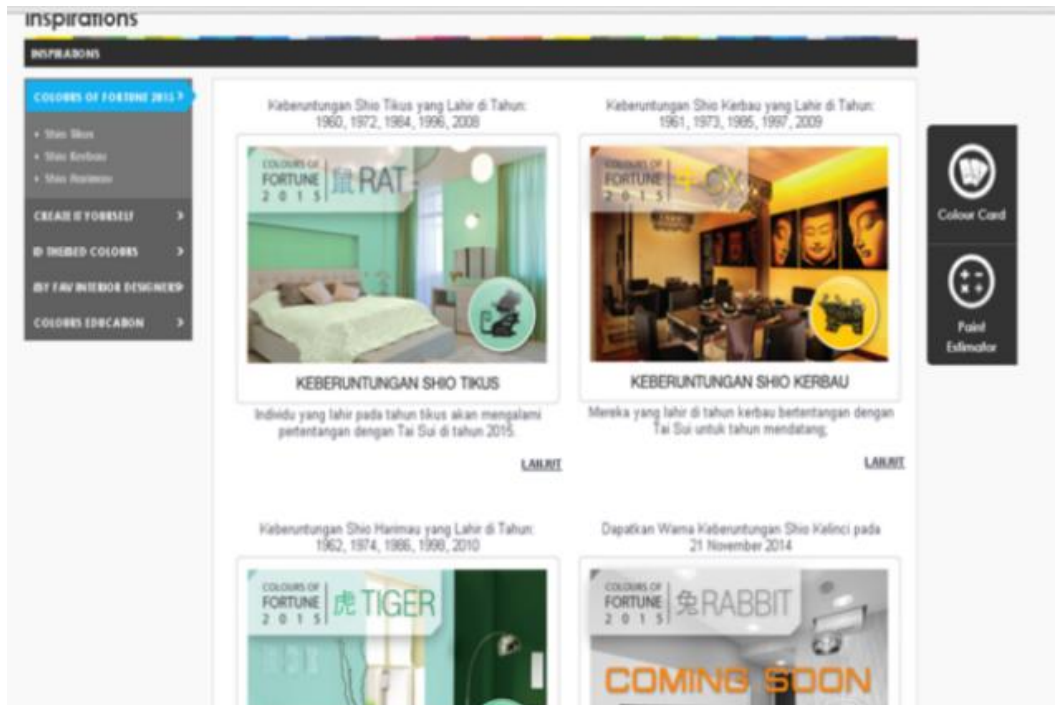 Inspirations
INSPIRATIONS
COLOURS OF FORTUNE 2015
Shio Tikus
Shio Kerbau
Shio Harimau
CREATE IT YOURSELF
ID THEMED COLOURS
MY FAV INTERIOR DESIGNERS
COLOURS EDUCATION
Keberuntungan Shio Tikus yang Lahir di Tahun:
1960, 1972, 1984, 1996, 2008
COLOURS OF
FORTUNE
2015
鼠 RAT
KEBERUNTUNGAN SHIO TIKUS
Individu yang lahir pada tahun tikus akan mengalami
pertentangan dengan Tai Sui di tahun 2015.
LANJUT
Keberuntungan Shio Kerbau yang Lahir di Tahun:
1961, 1973, 1985, 1997, 2009
COLOURS OF
FORTUNE
2015
牛 OX
KEBERUNTUNGAN SHIO KERBAU
Mereka yang lahir di tahun kerbau bertentangan dengan
Tai Sui untuk tahun mendatang;
LANJUT
Keberuntungan Shio Harimau yang Lahir di Tahun:
1962, 1974, 1986, 1998, 2010
COLOURS OF
FORTUNE
2015
虎 TIGER
Dapatkan Warna Keberuntungan Shio Kelinci pada
21 November 2014
COLOURS OF
FORTUNE
2015
兔 RABBIT
COMING SOON
Colour Card
Paint
Estimator